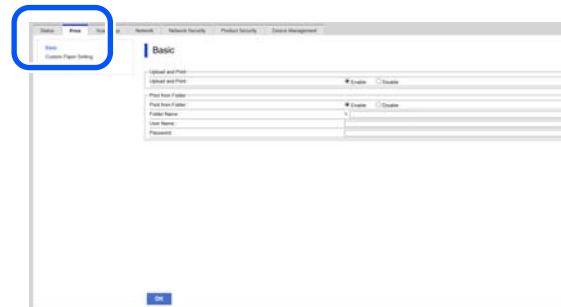 Status Print Network Network Security Product Security Device Management
Basic
Custom Paper Setting
Basic
Upload and Print
Upload and Print Enable Disable
Print from Folder
Print from Folder Enable Disable
Folder Name
User Name
Password
OK